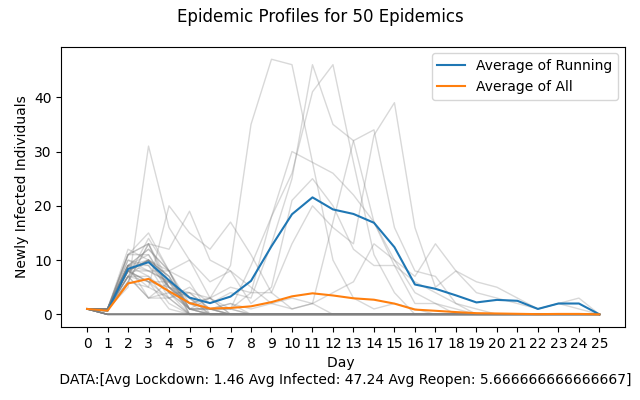 Epidemic Profiles for 50 Epidemics
Newly Infected Individuals
40
30
20
10
0
Average of Running
Average of All
0 1 2 3 4 5 6 7 8 9 10 11 12 13 14 15 16 17 18 19 20 21 22 23 24 25
Day
DATA:[Avg Lockdown: 1.46 Avg Infected: 47.24 Avg Reopen: 5.666666666666667]